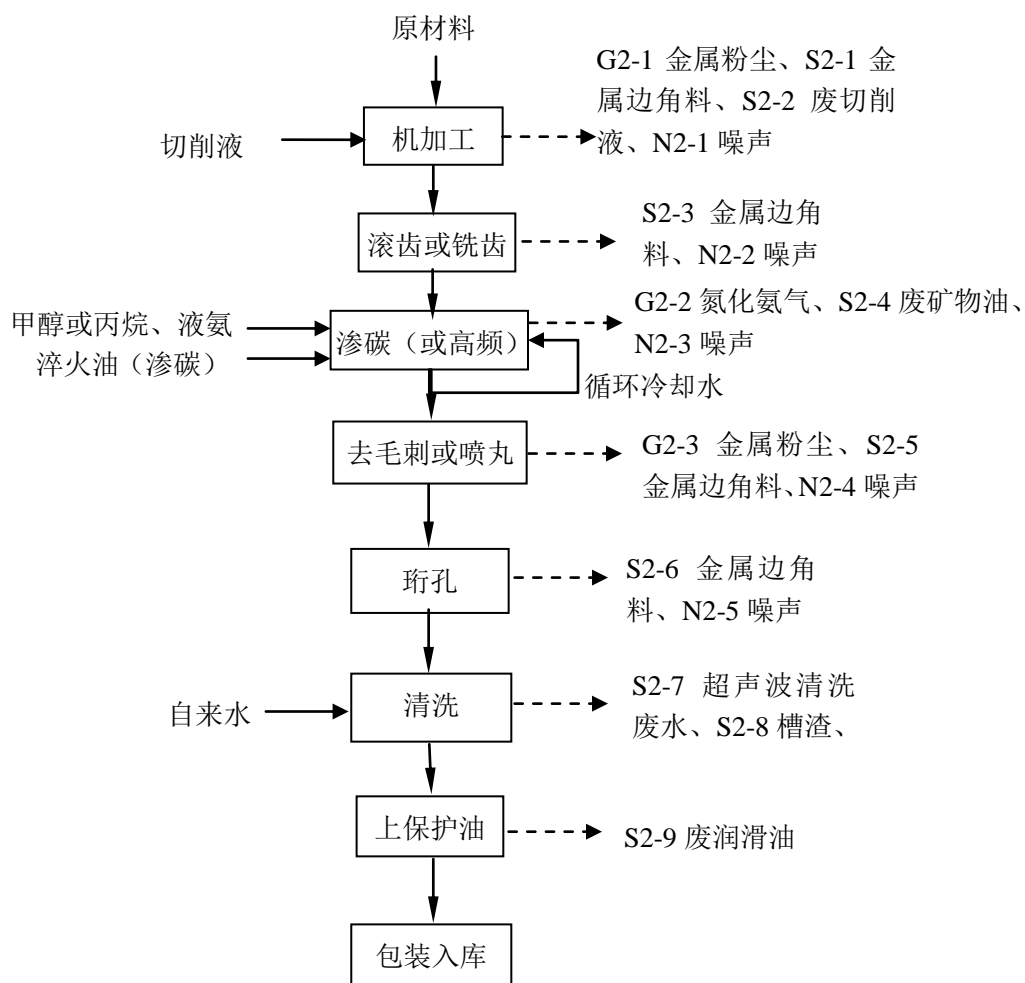 原材料
G2-1 金属粉尘、S2-1 金
属边角料、S2-2 废切削
液、N2-1 噪声
切削液
机加工
S2-3 金属边角
料、N2-2 噪声
滚齿或铣齿
G2-2 氮化氨气、S2-4 废矿物油、
N2-3 噪声
甲醇或丙烷、液氨
淬火油（渗碳）
渗碳（或高频）
循环冷却水
去毛刺或喷丸
G2-3 金属粉尘、S2-5
金属边角料、N2-4 噪声
珩孔
S2-6 金属边角
料、N2-5 噪声
自来水
清洗
S2-7 超声波清洗
废水、S2-8 槽渣、
上保护油
S2-9 废润滑油
包装入库